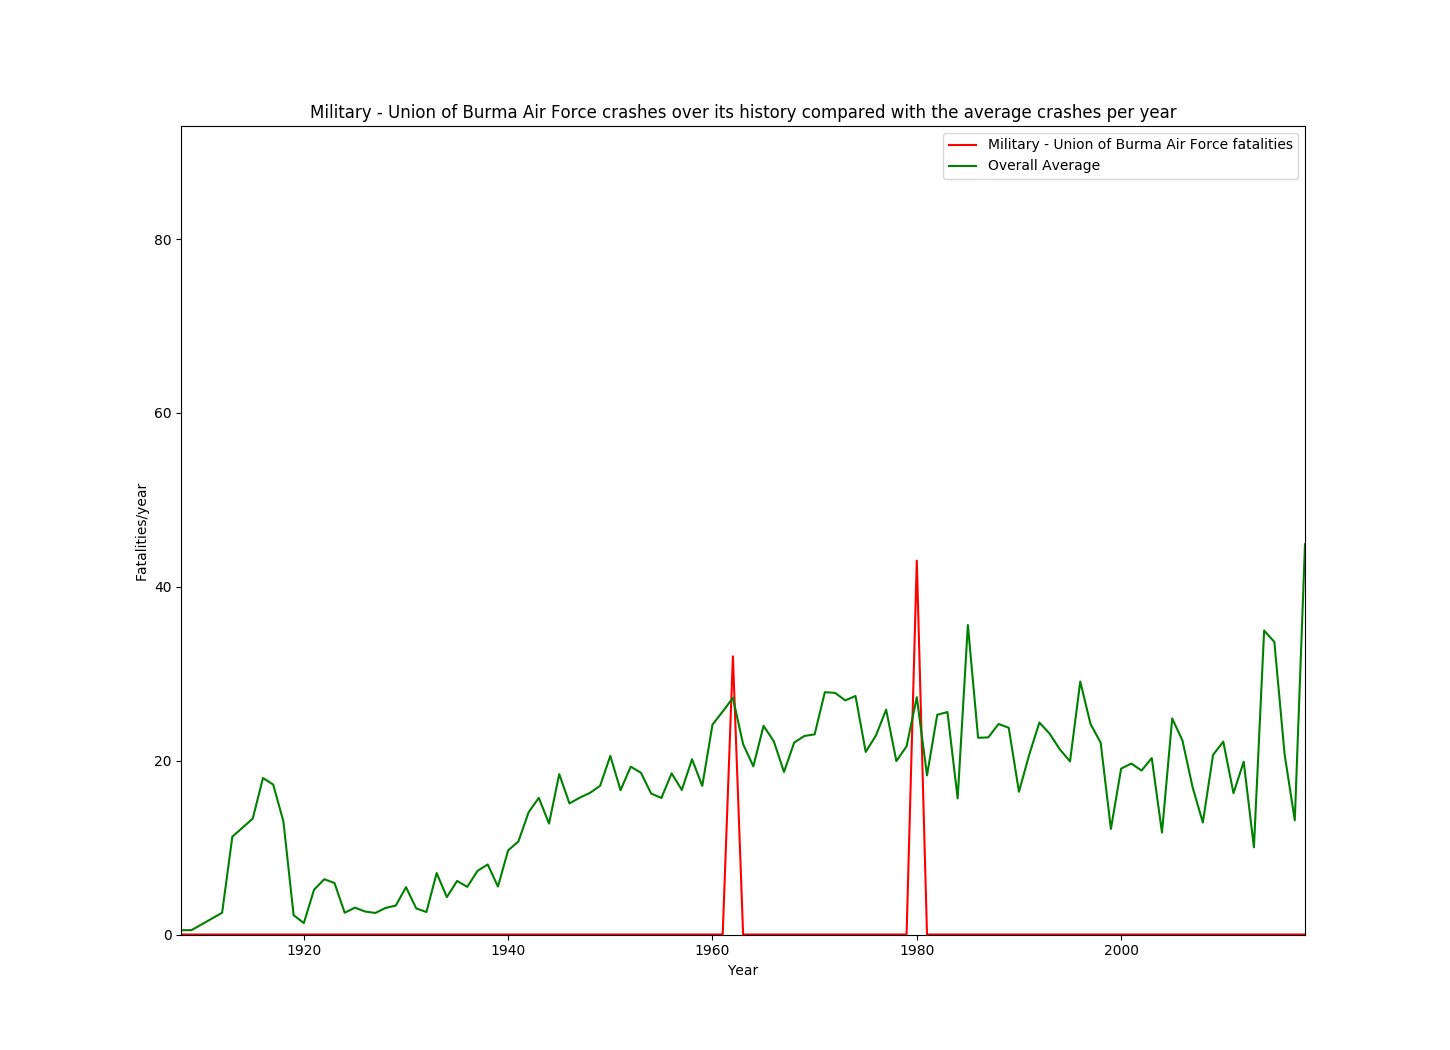 Military - Union of Burma Air Force crashes over its history compared with the average crashes per year
Military - Union of Burma Air Force fatalities
Overall Average
80
60
40
20
0
Fatalities/year
1920
1940
1960
1980
2000
Year